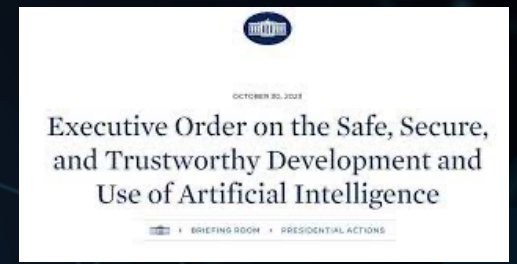 OCTOBER 30, 2023
Executive Order on the Safe, Secure,
and Trustworthy Development and
Use of Artificial Intelligence
BRIEFING ROOM › PRESIDENTIAL ACTIONS